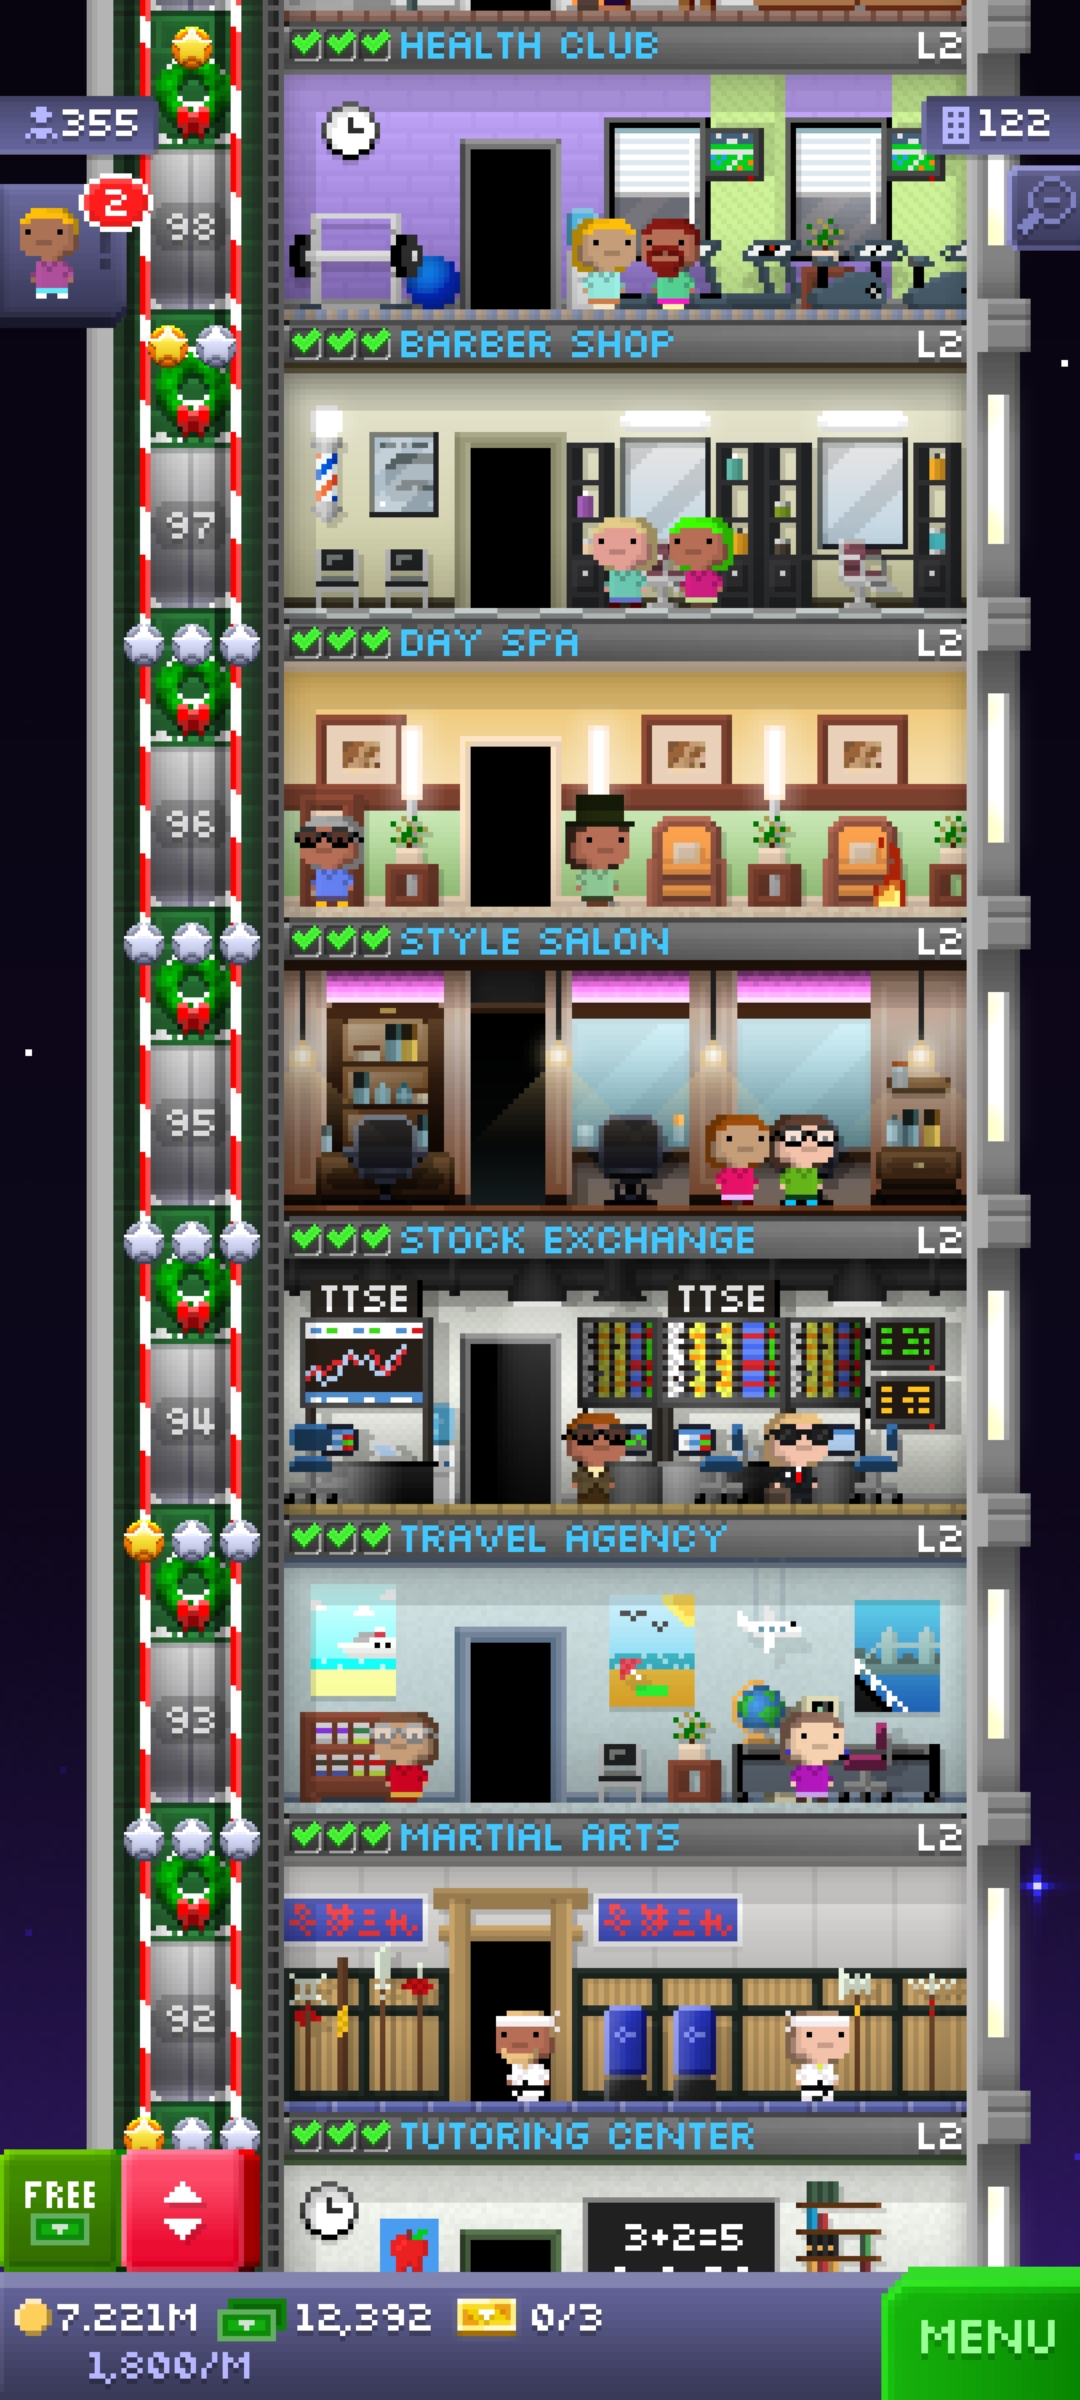 HEALTH CLUB L2
355
122
2
98
BARBER SHOP L2
97
DAY SPA L2
96
STYLE SALON L2
95
STOCK EXCHANGE L2
TTSE TTSE
94
TRAVEL AGENCY L2
93
MARTIAL ARTS L2
92
TUTORING CENTER L2
FREE
3+2=5
7.221M 12,392 0/3
MENU
1,800/M